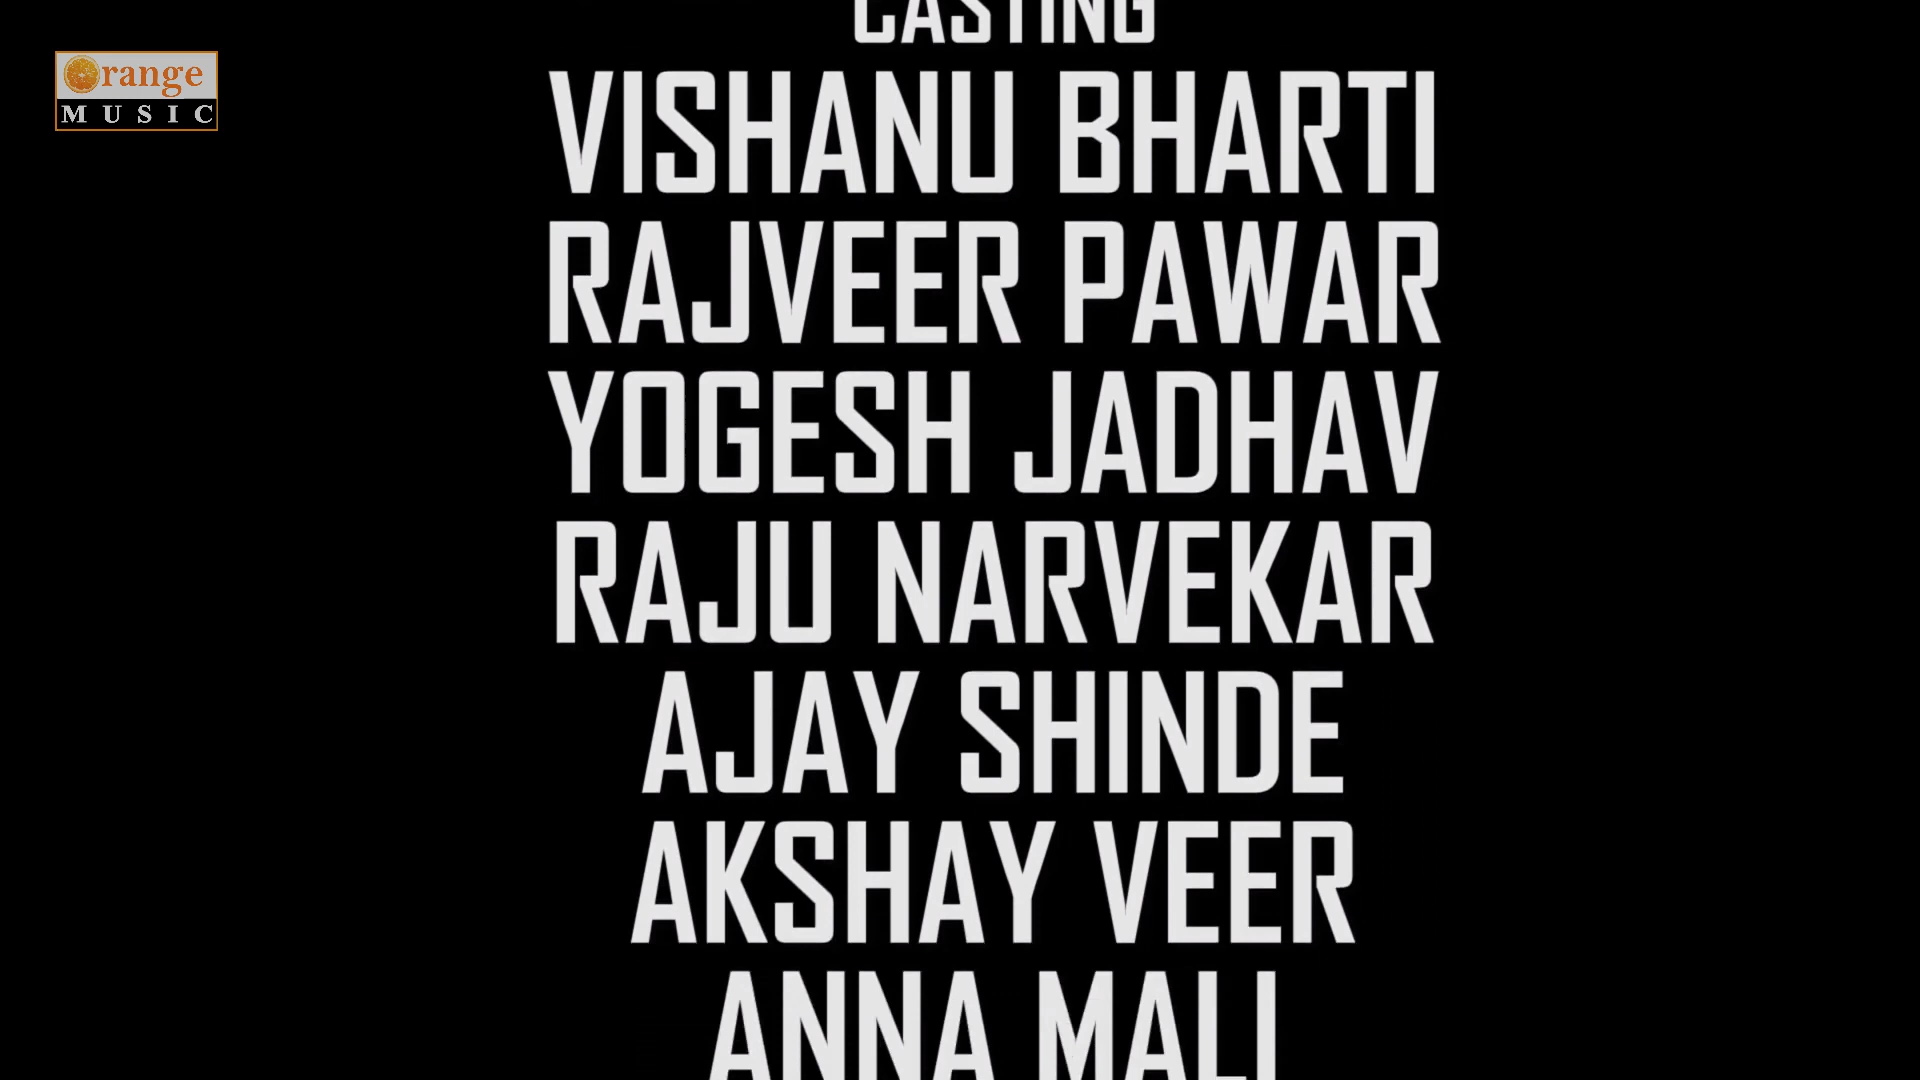 CASTING
Orange
MUSIC
VISHANU BHARTI
RAJVEER PAWAR
YOGESH JADHAV
RAJU NARVEKAR
AJAY SHINDE
AKSHAY VEER
ANNA MALI